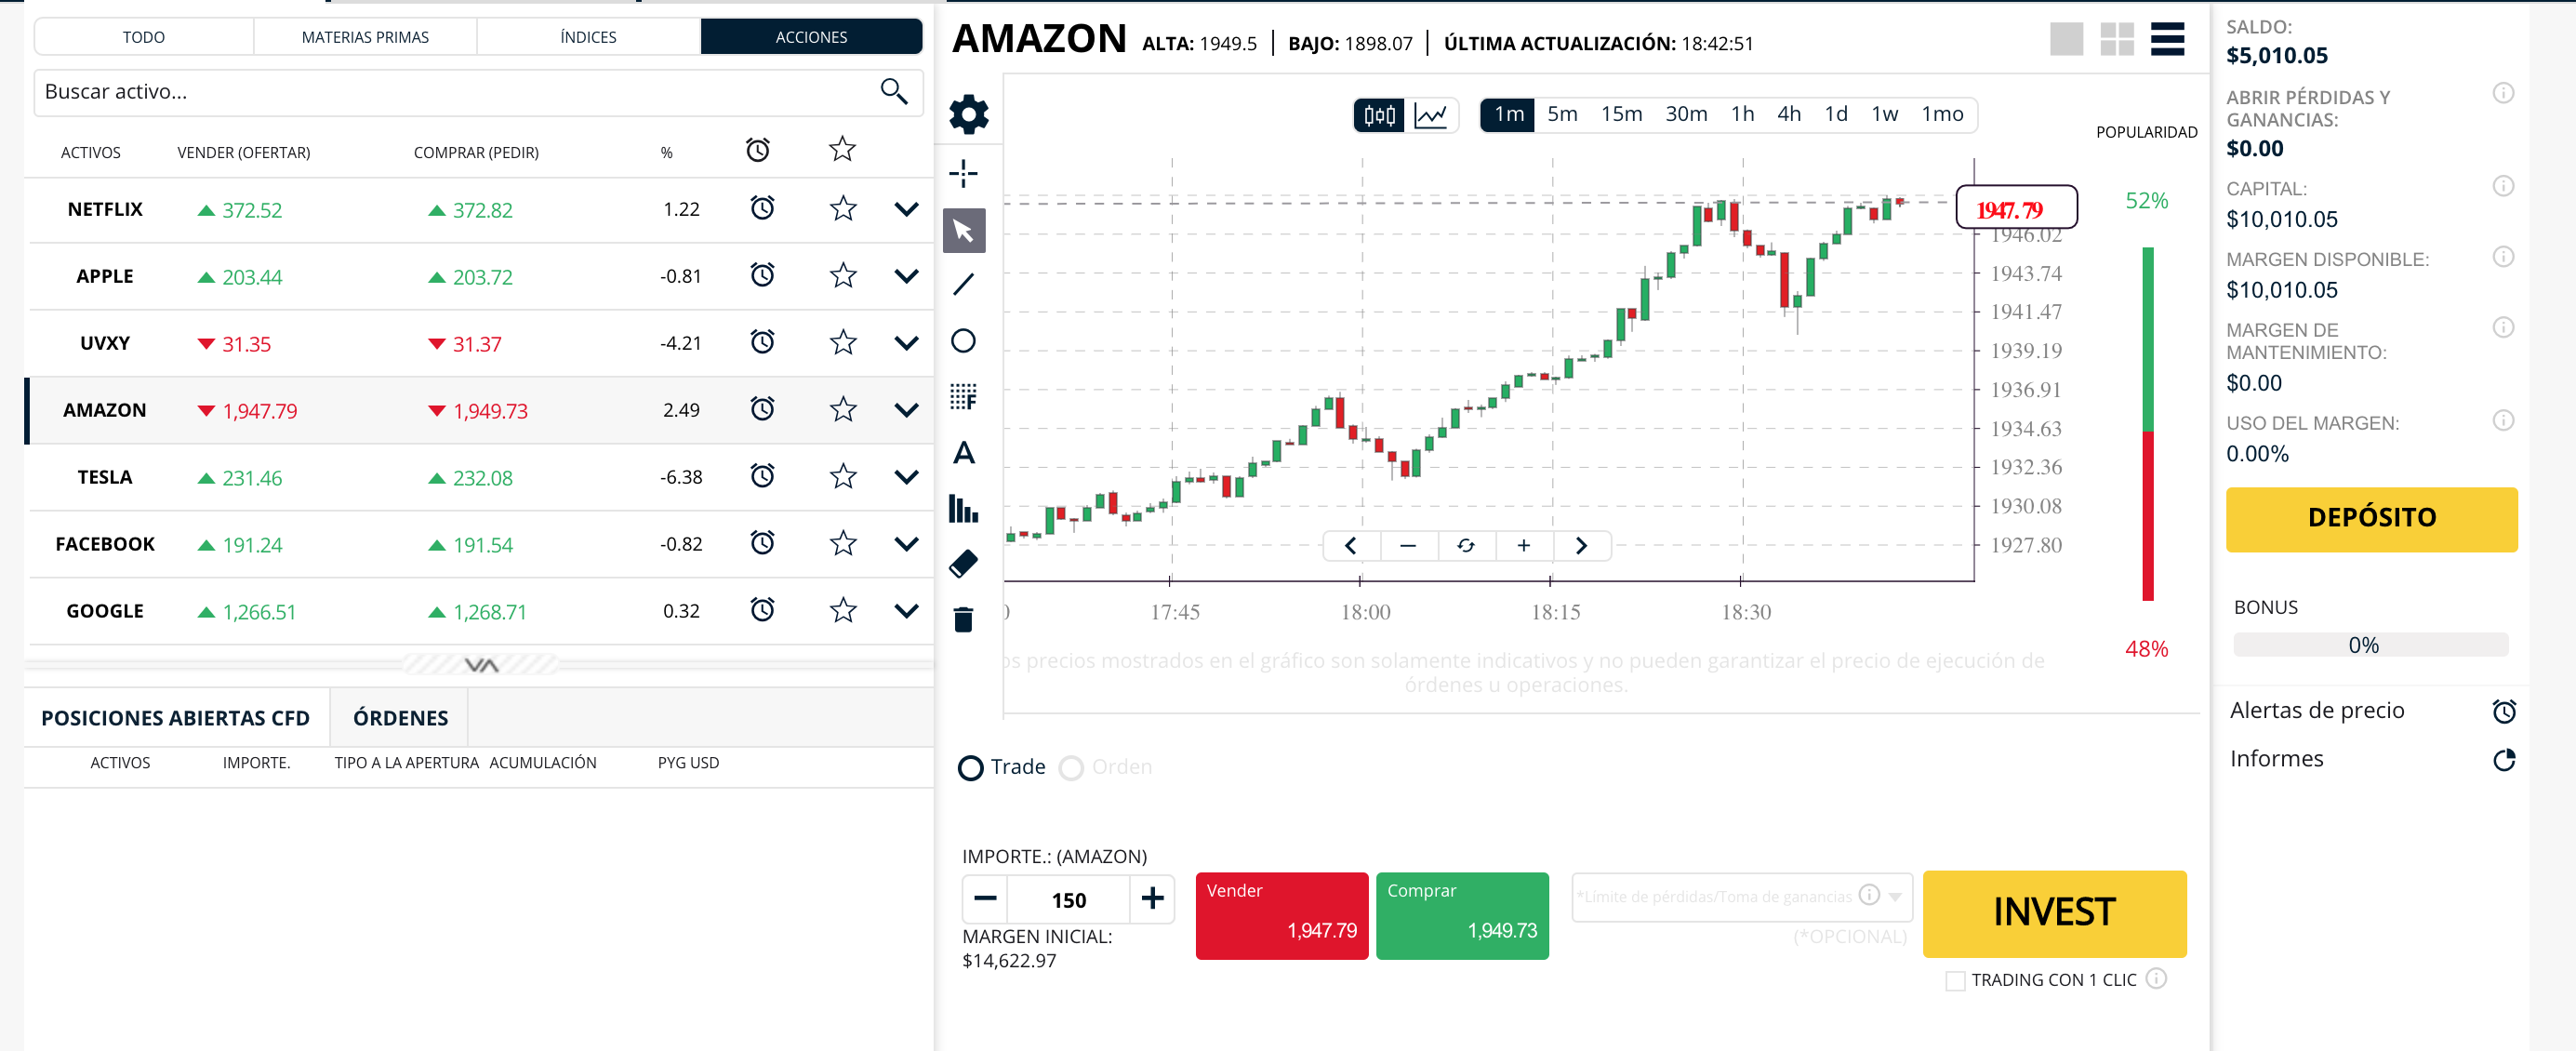 TODO MATERIAS PRIMAS ÍNDICES ACCIONES
Buscar activo...
ACTIVOS VENDER (OFERTAR) COMPRAR (PEDIR) %
NETFLIX 372.52 372.82 1.22
APPLE 203.44 203.72 -0.81
UVXY 31.35 31.37 -4.21
AMAZON 1,947.79 1,949.73 2.49
TESLA 231.46 232.08 -6.38
FACEBOOK 191.24 191.54 -0.82
GOOGLE 1,266.51 1,268.71 0.32
POSICIONES ABIERTAS CFD ÓRDENES
ACTIVOS IMPORTE. TIPO A LA APERTURA ACUMULACIÓN PYG USD
AMAZON ALTA: 1949.5 | BAJO: 1898.07 | ÚLTIMA ACTUALIZACIÓN: 18:42:51
1m 5m 15m 30m 1h 4h 1d 1w 1mo
F
A
1947.79
1946.02
1943.74
1941.47
1939.19
1936.91
1934.63
1932.36
1930.08
1927.80
17:45 18:00 18:15 18:30
os precios mostrados en el gráfico son solamente indicativos y no pueden garantizar el precio de ejecución de
órdenes u operaciones.
POPULARIDAD
52%
48%
Trade Orden
IMPORTE.: (AMAZON)
150
MARGEN INICIAL:
$14,622.97
Vender
1,947.79
Comprar
1,949.73
*Límite de pérdidas/Toma de ganancias
(*OPCIONAL)
INVEST
TRADING CON 1 CLIC
SALDO:
$5,010.05
ABRIR PÉRDIDAS Y
GANANCIAS:
$0.00
CAPITAL:
$10,010.05
MARGEN DISPONIBLE:
$10,010.05
MARGEN DE
MANTENIMIENTO:
$0.00
USO DEL MARGEN:
0.00%
DEPÓSITO
BONUS
0%
Alertas de precio
Informes